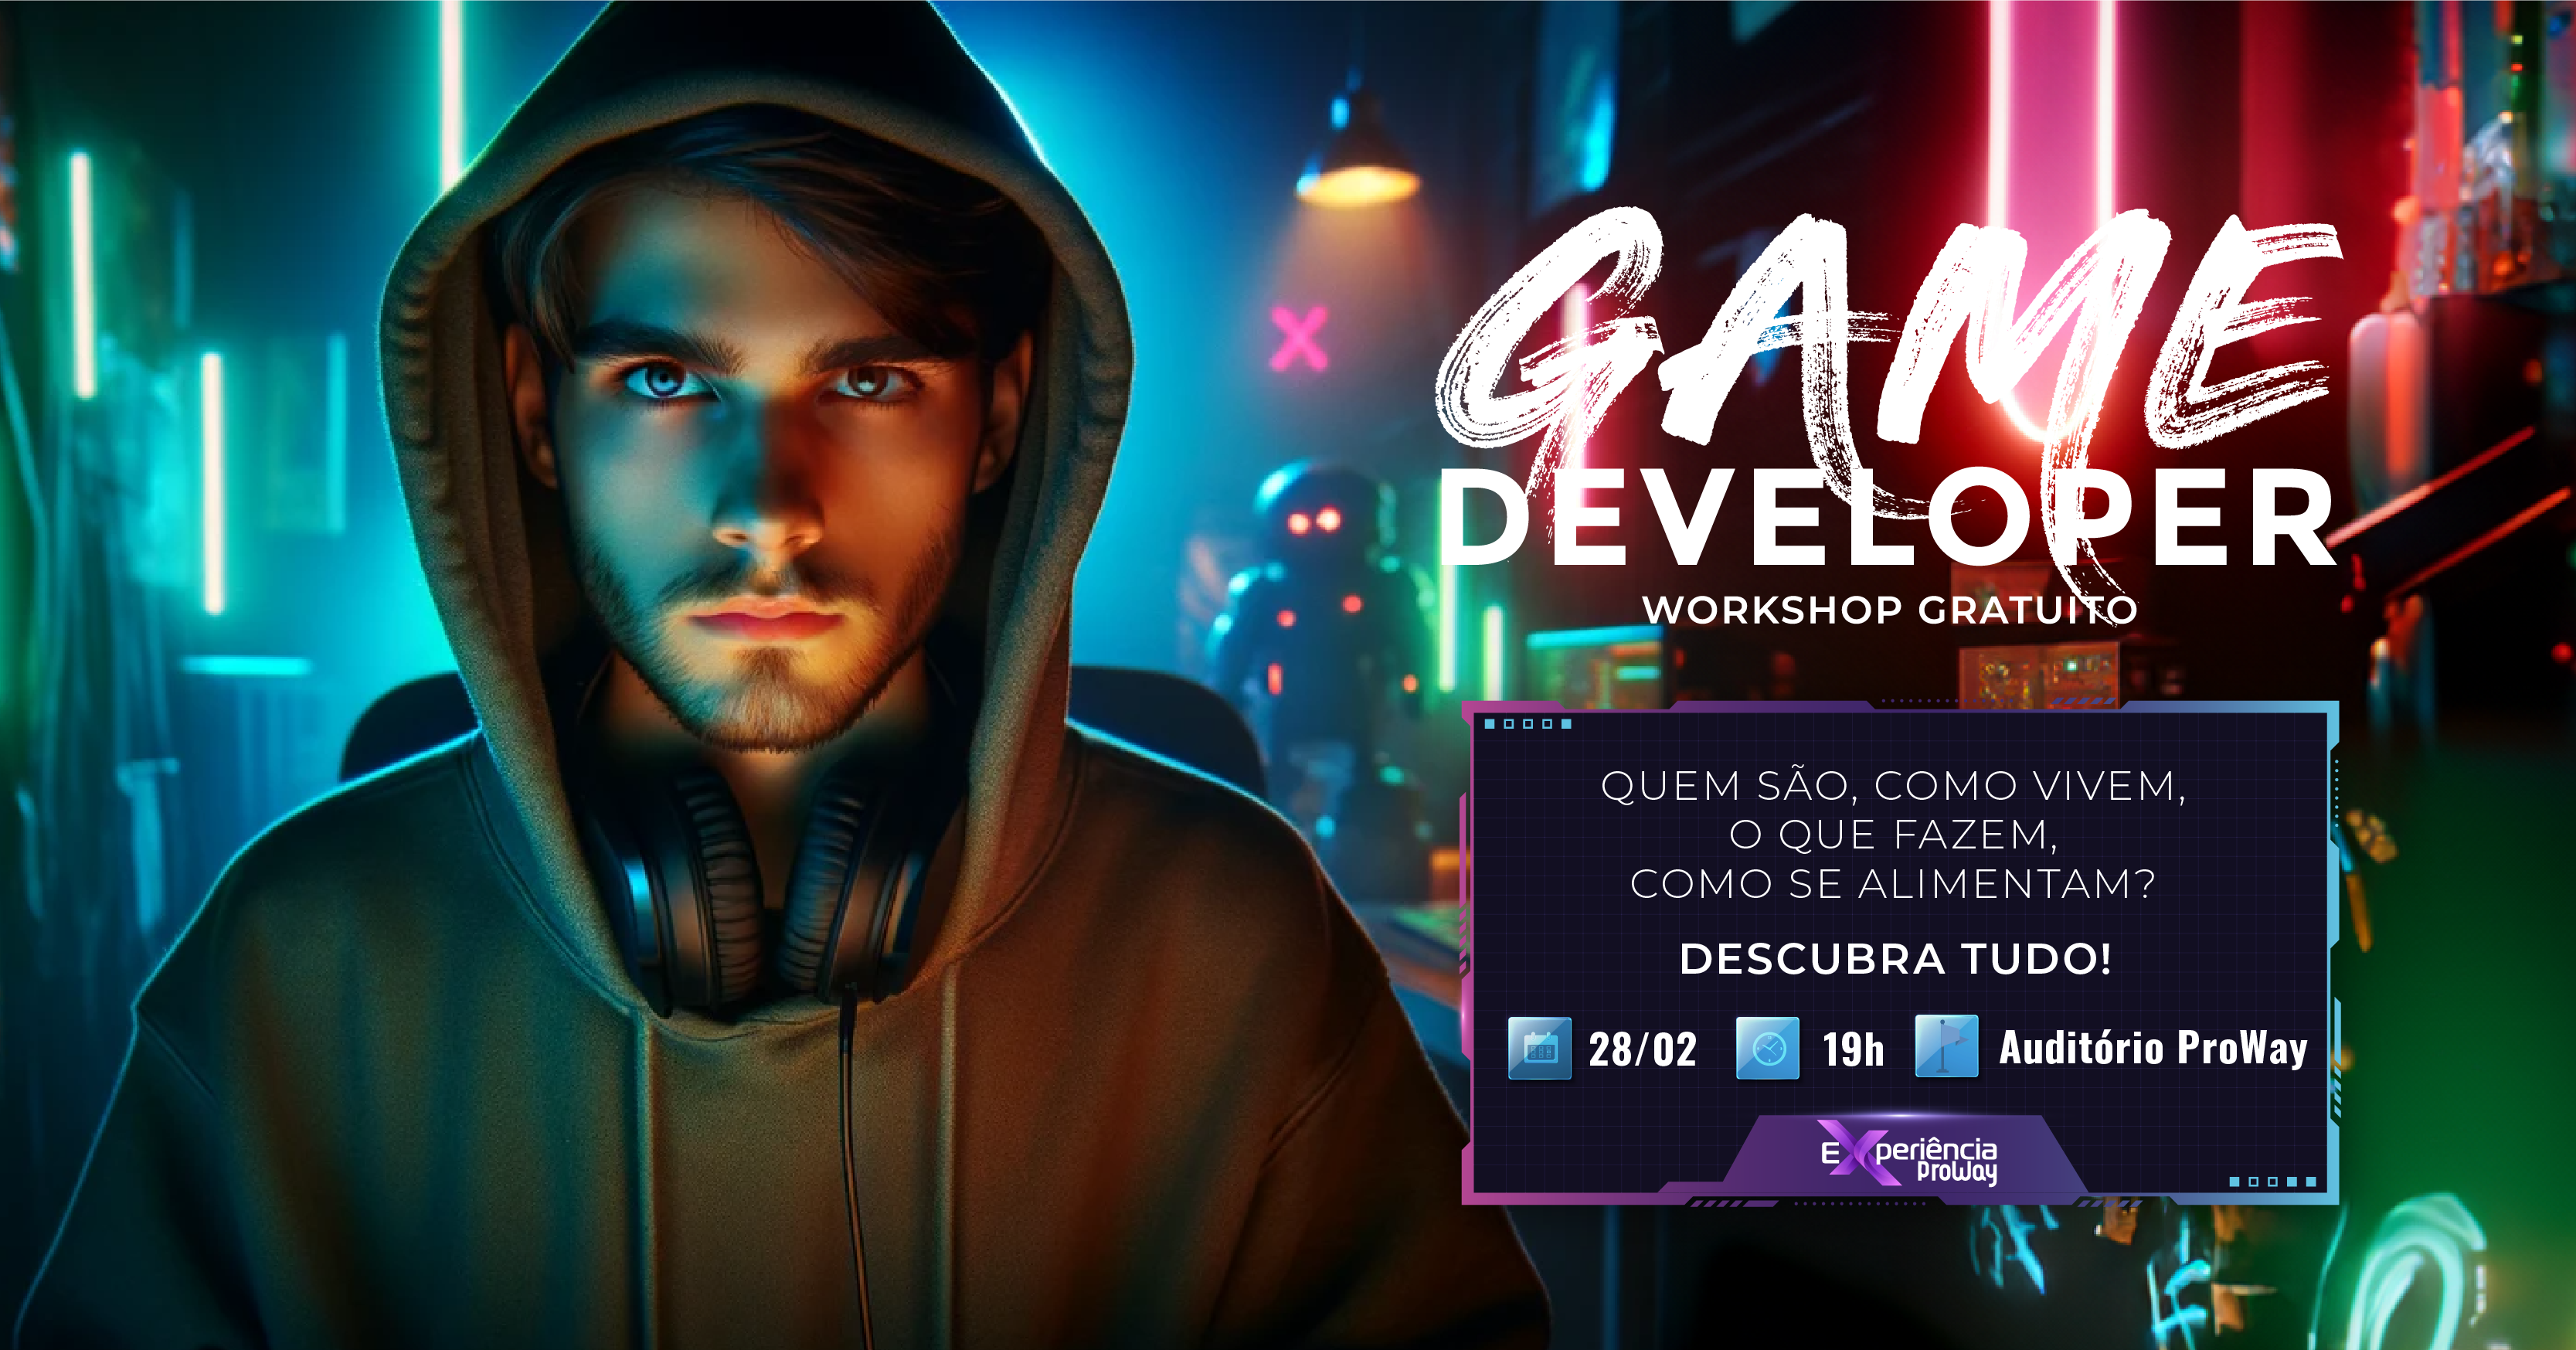 GAME
DEVELOPER
WORKSHOP GRATUITO
QUEM SÃO, COMO VIVEM,
O QUE FAZEM,
COMO SE ALIMENTAM?
DESCUBRA TUDO!
28/02 19h Auditório ProWay
EXperiência
ProWay